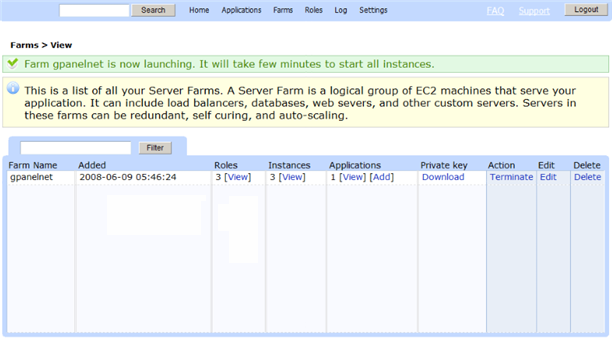 Search Home Applications Farms Roles Log Settings FAQ Support Logout
Farms > View
Farm gpanelnet is now launching. It will take few minutes to start all instances.
This is a list of all your Server Farms. A Server Farm is a logical group of EC2 machines that serve your
application. It can include load balancers, databases, web severs, and other custom servers. Servers in
these farms can be redundant, self curing, and auto-scaling.
Filter
Farm Name Added Roles Instances Applications Private key Action Edit Delete
gpanelnet 2008-06-09 05:46:24 3 [View] 3 [View] 1 [View] [Add] Download Terminate Edit Delete